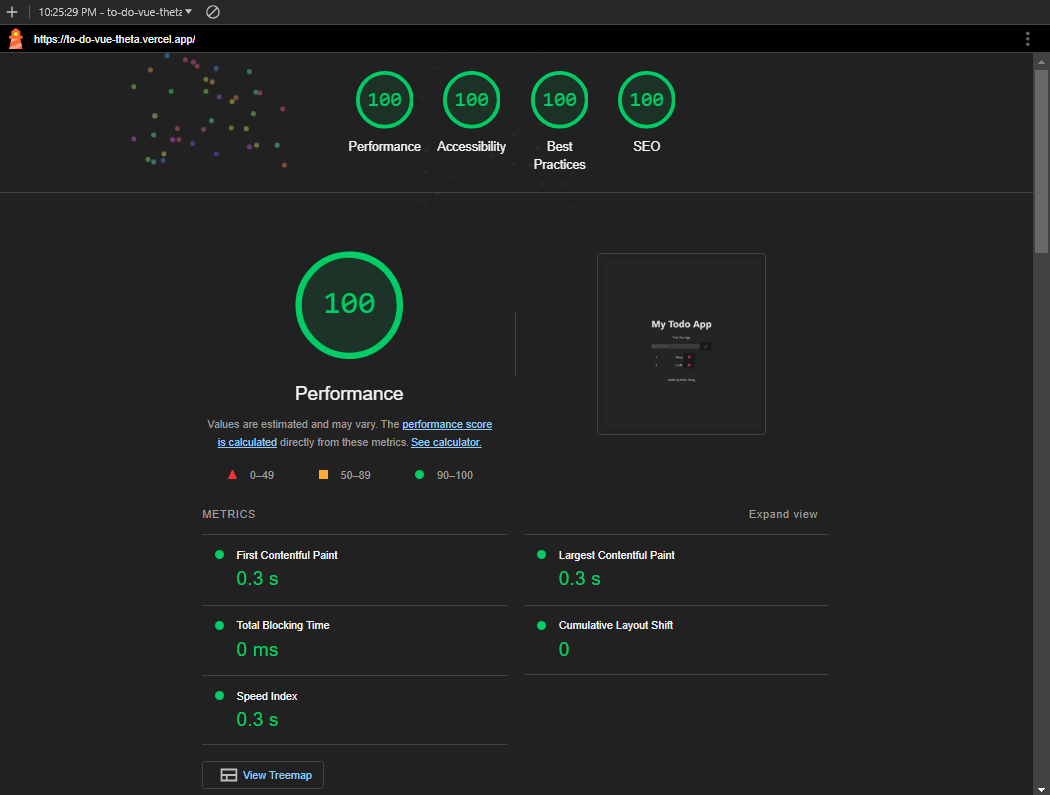 10:25:29 PM - to-do-vue-theta
https://to-do-vue-theta.vercel.app/
100 100 100 100
Performance Accessibility Best Practices SEO
100
Performance
Values are estimated and may vary. The performance score
is calculated directly from these metrics. See calculator.
0–49 50–89 90–100
My Todo App
METRICS Expand view
First Contentful Paint
0.3 s
Largest Contentful Paint
0.3 s
Total Blocking Time
0 ms
Cumulative Layout Shift
0
Speed Index
0.3 s
View Treemap